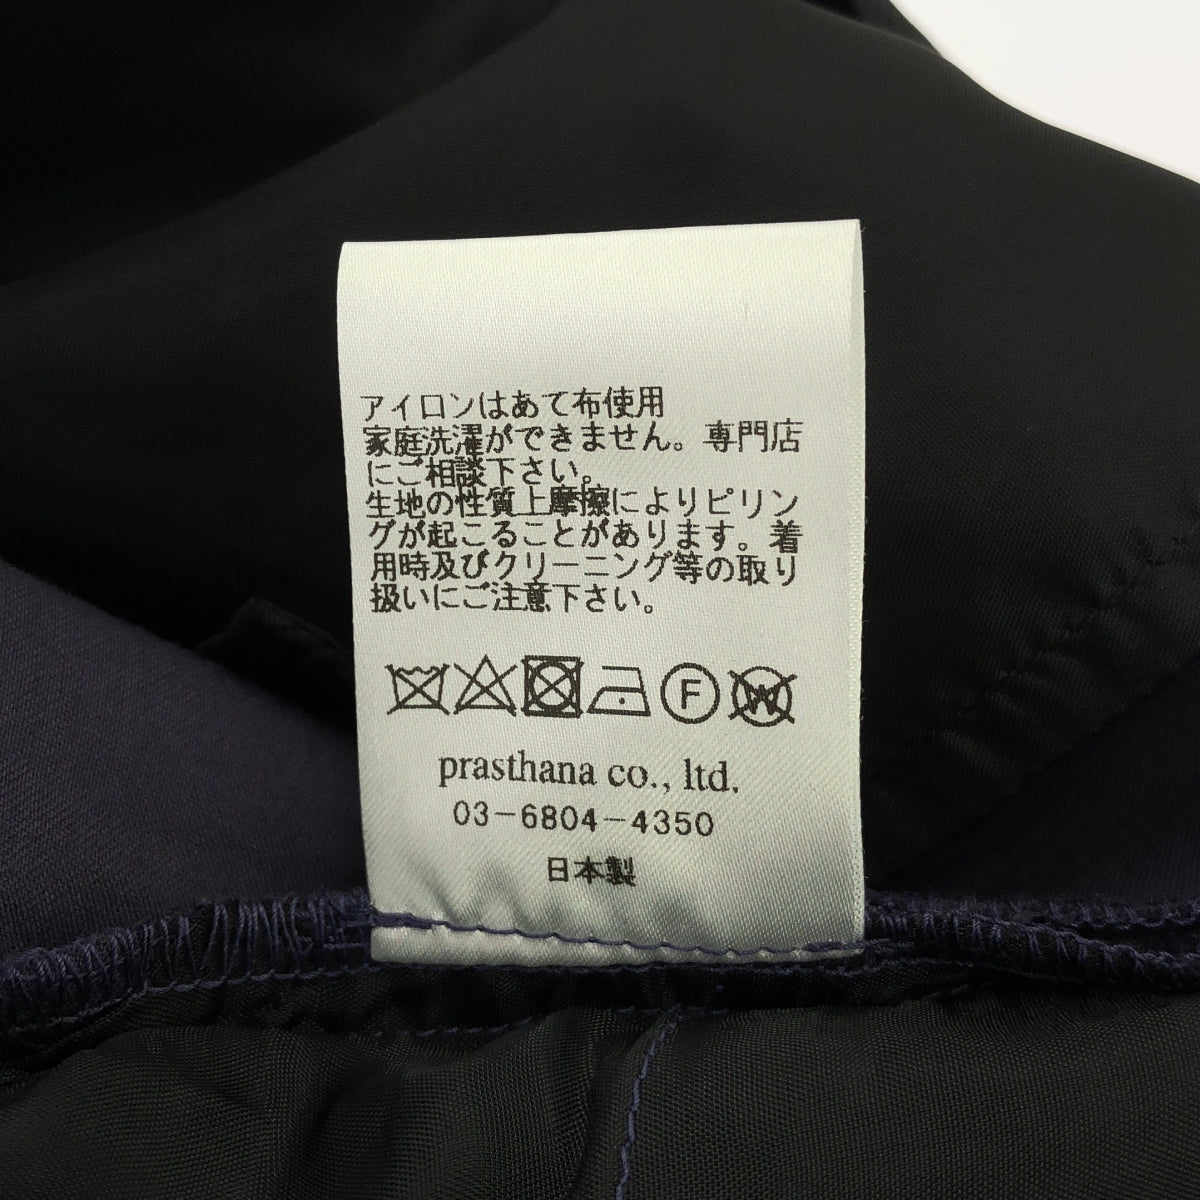 アイロンはあて布使用
家庭洗濯ができません。専門店
にご相談下さい。
生地の性質上摩擦によりピリン
グが起こることがあります。着
用時及びクリーニング等の取り
扱いにご注意下さい。
F W
prasthana co., ltd.
03-6804-4350
日本製